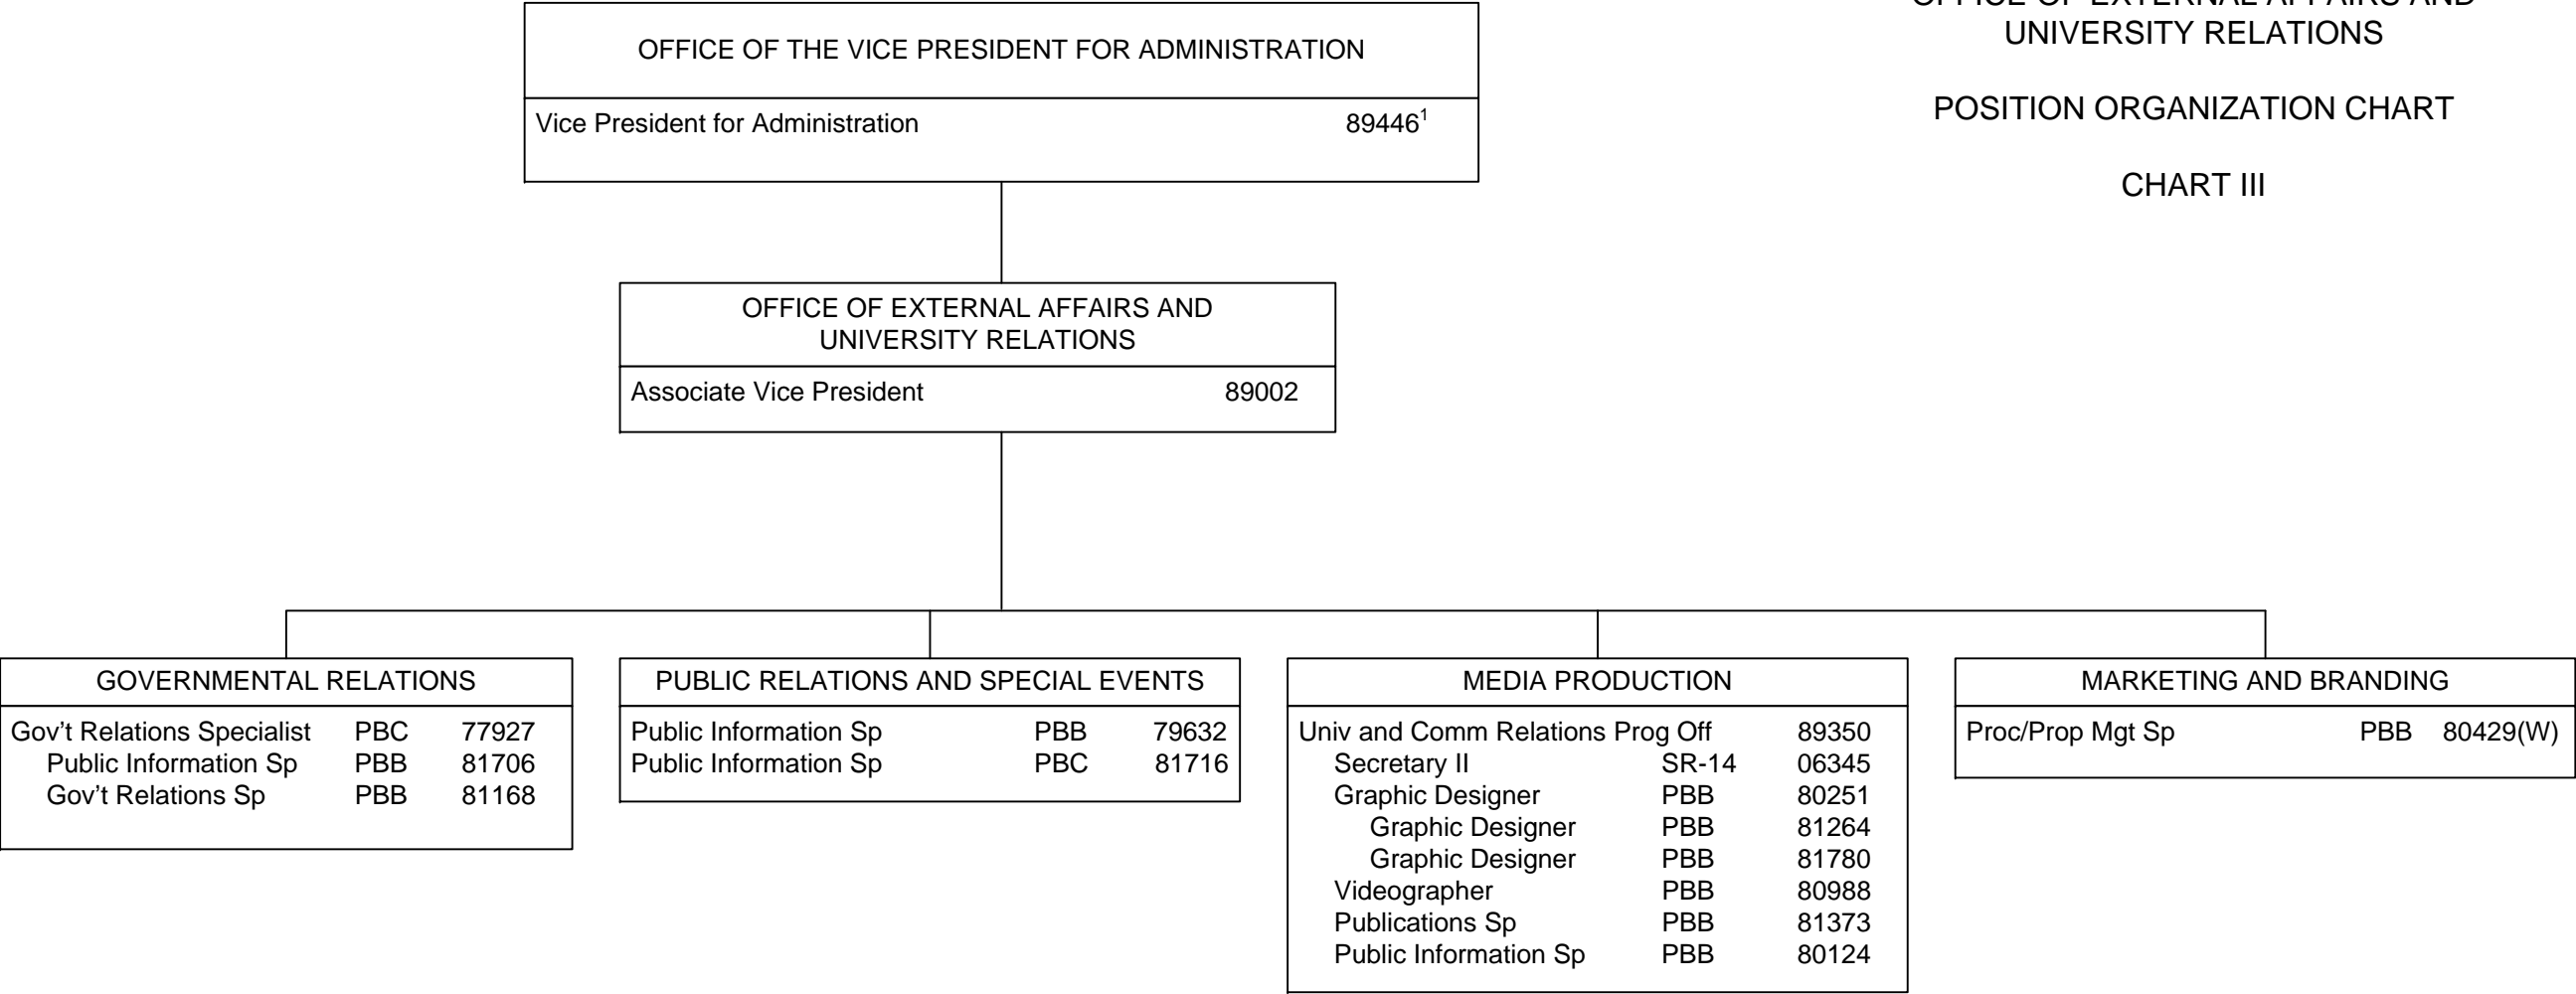 OFFICE OF EXTERNAL AFFAIRS AND
UNIVERSITY RELATIONS
POSITION ORGANIZATION CHART
CHART III
OFFICE OF THE VICE PRESIDENT FOR ADMINISTRATION
Vice President for Administration 89446¹
OFFICE OF EXTERNAL AFFAIRS AND
UNIVERSITY RELATIONS
Associate Vice President 89002
GOVERNMENTAL RELATIONS
Gov't Relations Specialist PBC 77927
Public Information Sp PBB 81706
Gov't Relations Sp PBB 81168
PUBLIC RELATIONS AND SPECIAL EVENTS
Public Information Sp PBB 79632
Public Information Sp PBC 81716
MEDIA PRODUCTION
Univ and Comm Relations Prog Off 89350
Secretary II SR-14 06345
Graphic Designer PBB 80251
Graphic Designer PBB 81264
Graphic Designer PBB 81780
Videographer PBB 80988
Publications Sp PBB 81373
Public Information Sp PBB 80124
MARKETING AND BRANDING
Proc/Prop Mgt Sp PBB 80429(W)